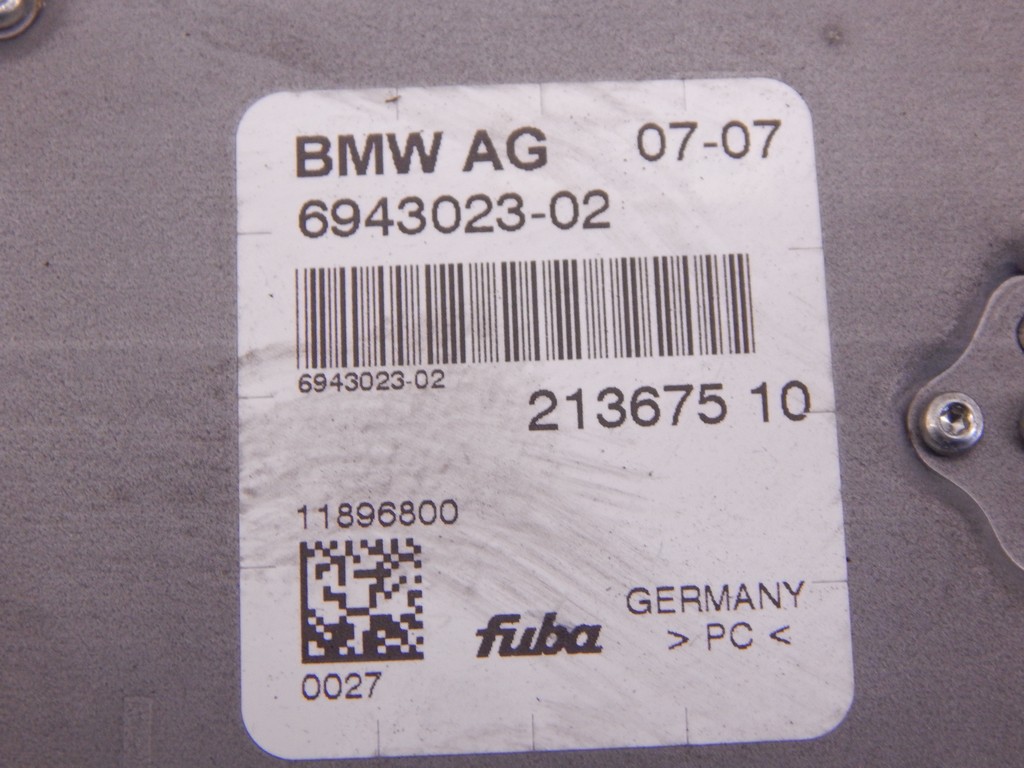 BMW AG 07-07
6943023-02
6943023-02
213675 10
11896800
fuba
GERMANY
> PC <
0027